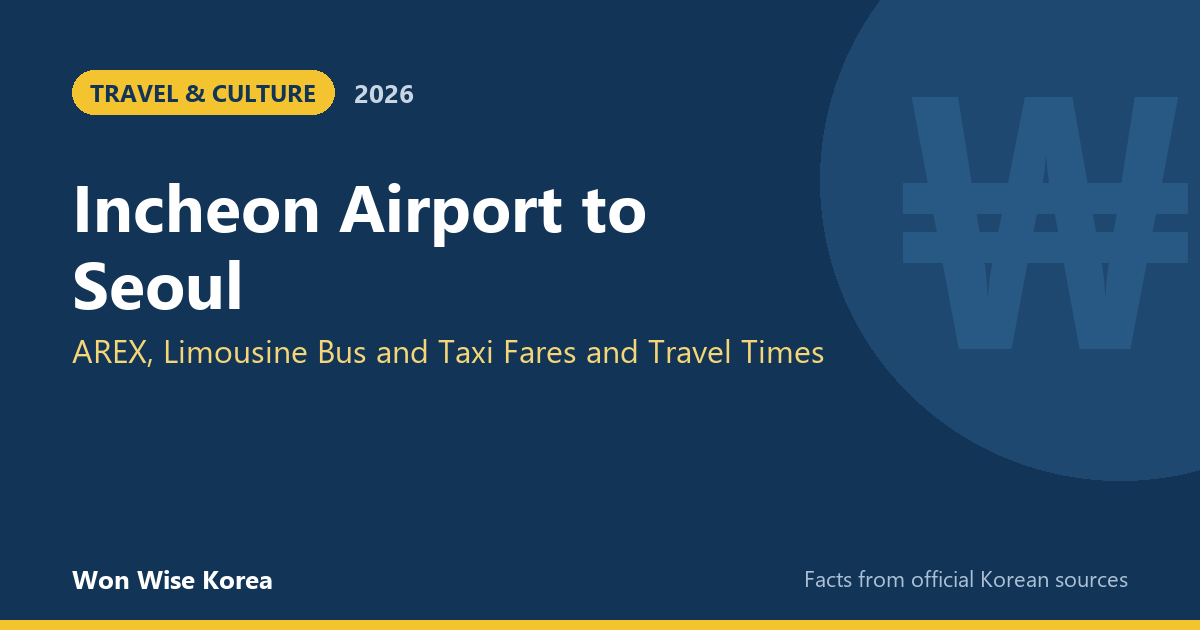 TRAVEL & CULTURE 2026
Incheon Airport to
Seoul
AREX, Limousine Bus and Taxi Fares and Travel Times
₩
Won Wise Korea
Facts from official Korean sources